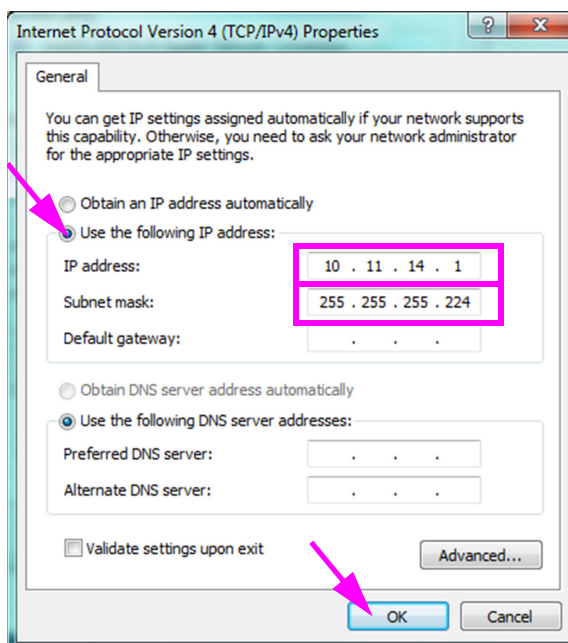 Internet Protocol Version 4 (TCP/IPv4) Properties
? X
General
You can get IP settings assigned automatically if your network supports
this capability. Otherwise, you need to ask your network administrator
for the appropriate IP settings.
Obtain an IP address automatically
Use the following IP address:
IP address: 10 . 11 . 14 . 1
Subnet mask: 255 . 255 . 255 . 224
Default gateway: . . .
Obtain DNS server address automatically
Use the following DNS server addresses:
Preferred DNS server: . . .
Alternate DNS server: . . .
Validate settings upon exit
Advanced...
OK Cancel